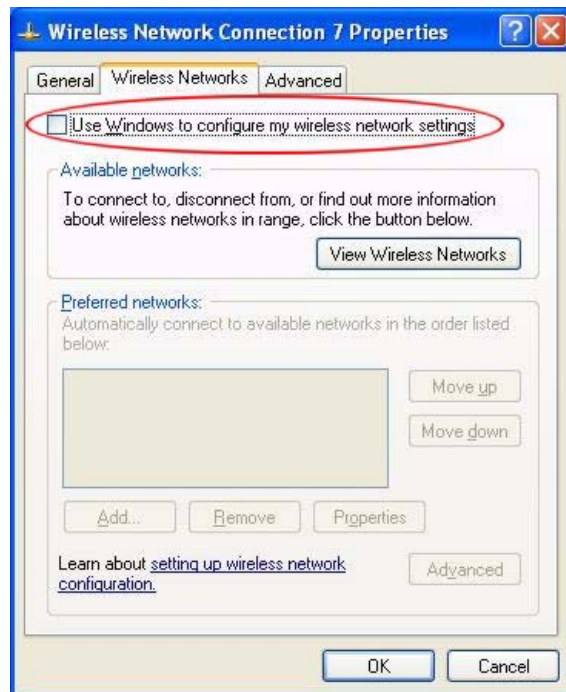 Wireless Network Connection 7 Properties
General Wireless Networks Advanced
Use Windows to configure my wireless network settings
Available networks:
To connect to, disconnect from, or find out more information
about wireless networks in range, click the button below.
View Wireless Networks
Preferred networks:
Automatically connect to available networks in the order listed
below:
Move up
Move down
Add... Remove Properties
Learn about setting up wireless network
configuration.
Advanced
OK Cancel